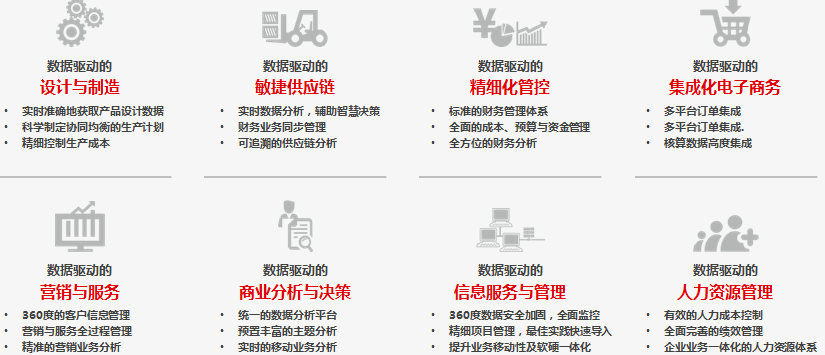 数据驱动的
设计与制造
• 实时准确地获取产品设计数据
• 科学制定协同均衡的生产计划
• 精细控制生产成本
数据驱动的
敏捷供应链
• 实时数据分析，辅助智慧决策
• 财务业务同步管理
• 可追溯的供应链分析
数据驱动的
精细化管控
• 标准的财务管理体系
• 全面的成本、预算与资金管理
• 全方位的财务分析
数据驱动的
集成化电子商务
• 多平台订单集成
• 多平台订单集成.
• 核算数据高度集成
数据驱动的
营销与服务
• 360度的客户信息管理
• 营销与服务全过程管理
• 精准的营销业务分析
数据驱动的
商业分析与决策
• 统一的数据分析平台
• 预置丰富的主题分析
• 实时的移动业务分析
数据驱动的
信息服务与管理
• 360度数据安全加固，全面监控
• 精细项目管理，最佳实践快速导入
• 提升业务移动性及软硬一体化
数据驱动的
人力资源管理
• 有效的人力成本控制
• 全面完善的绩效管理
• 企业业务一体化的人力资源体系